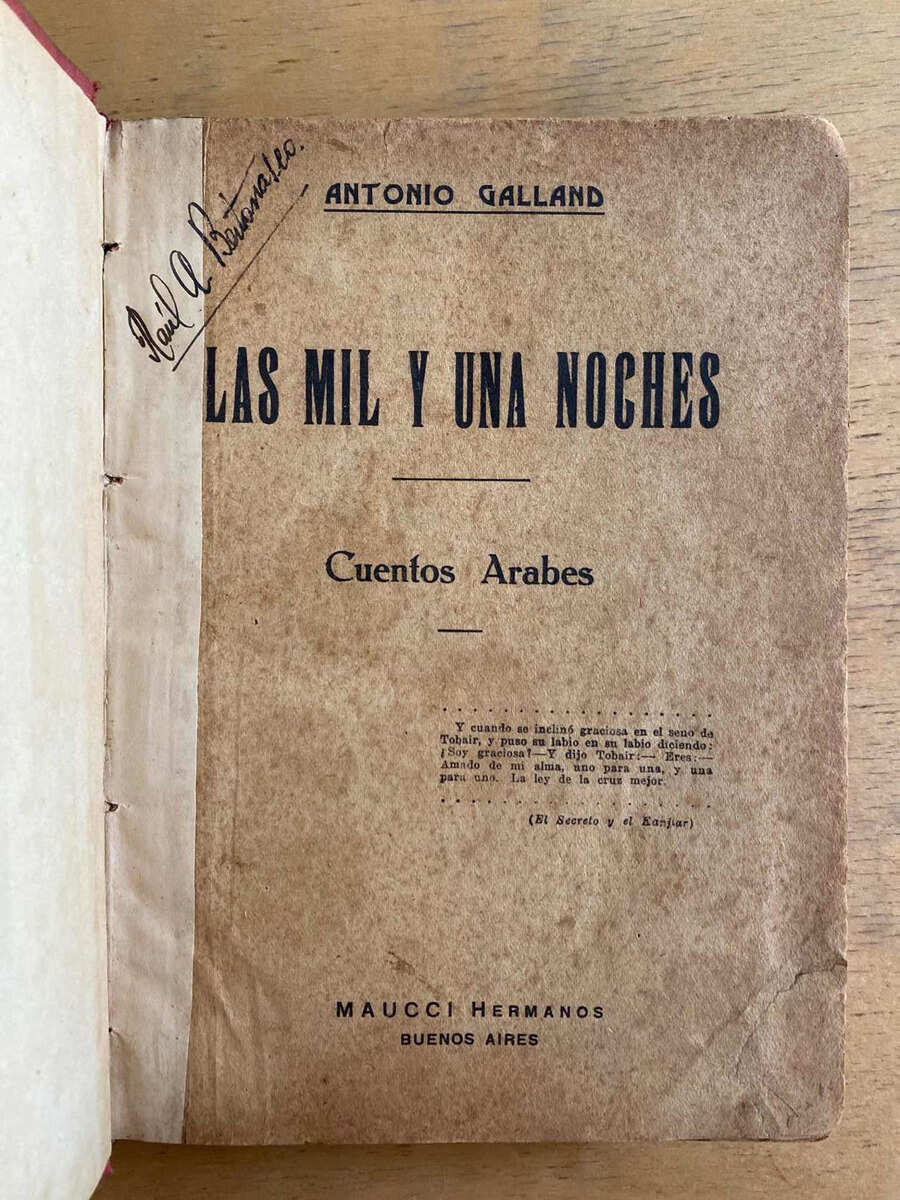 Raúl A
ANTONIO GALLAND
LAS MIL Y UNA NOCHES
Cuentos Arabes
Y cuando se inclinó graciosa en el seno de
Tobair, y puso su labio en su labio diciendo:
¡Soy graciosa?—Y dijo Tobair:— Eres:—
Amado de mi alma, uno para una, y una
para uno. La ley de la cruz mejor.
(El Secreto y el
MAUCCI HERMANOS
BUENOS AIRES